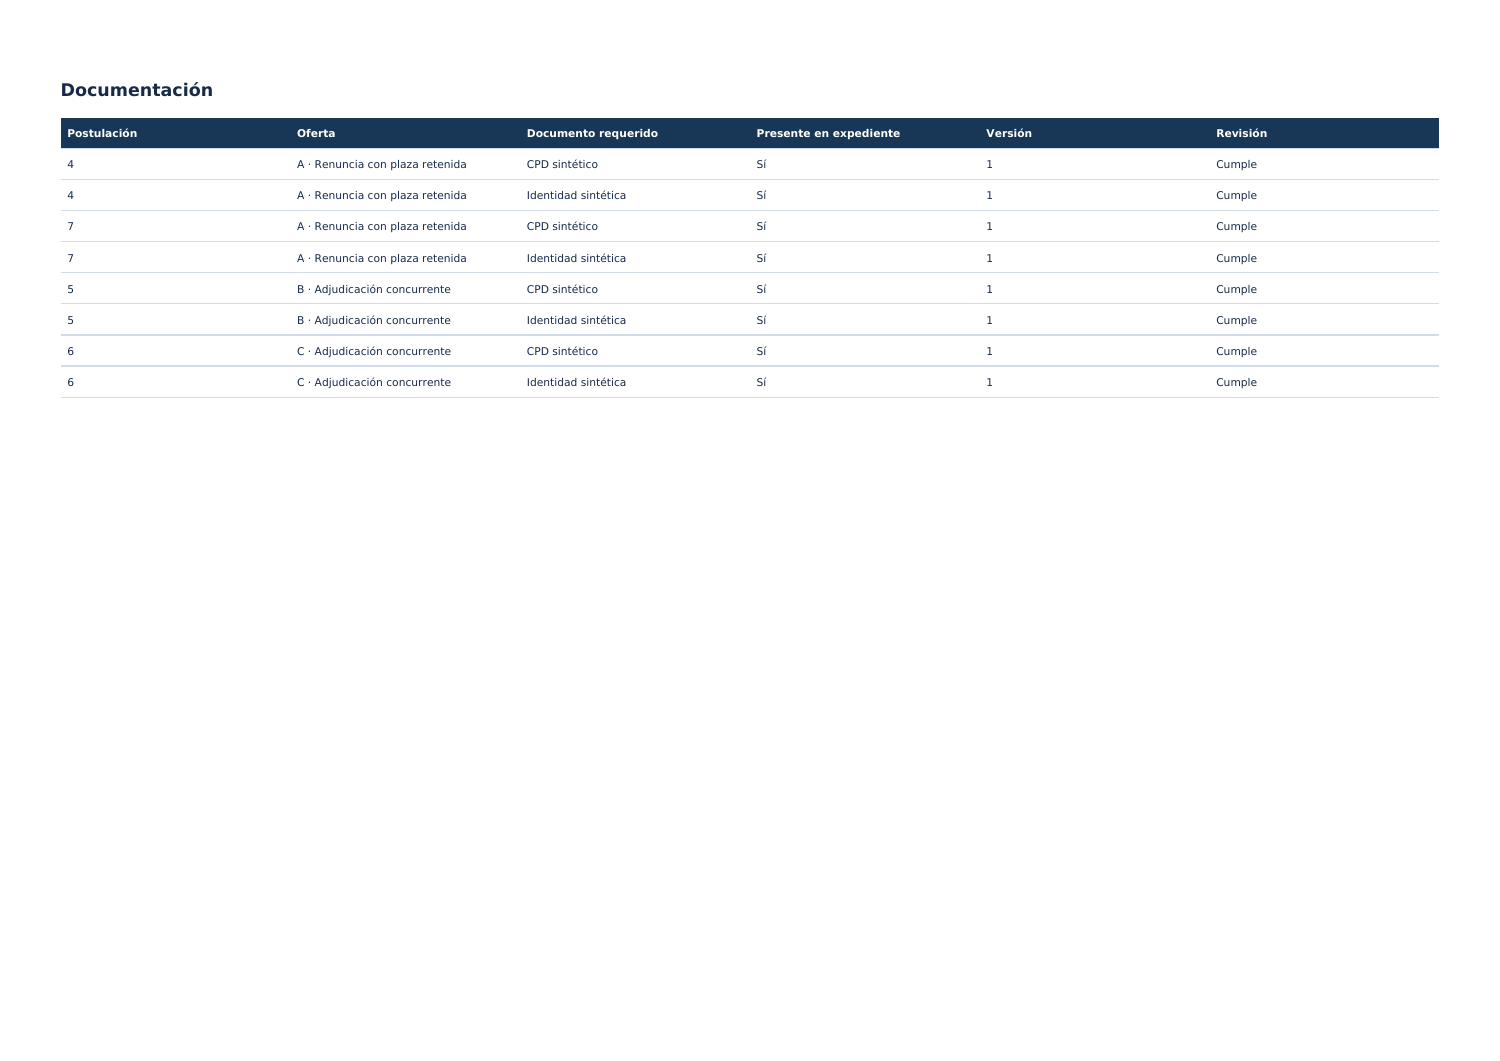 Documentación
Postulación Oferta Documento requerido Presente en expediente Versión Revisión
4 A · Renuncia con plaza retenida CPD sintético Sí 1 Cumple
4 A · Renuncia con plaza retenida Identidad sintética Sí 1 Cumple
7 A · Renuncia con plaza retenida CPD sintético Sí 1 Cumple
7 A · Renuncia con plaza retenida Identidad sintética Sí 1 Cumple
5 B · Adjudicación concurrente CPD sintético Sí 1 Cumple
5 B · Adjudicación concurrente Identidad sintética Sí 1 Cumple
6 C · Adjudicación concurrente CPD sintético Sí 1 Cumple
6 C · Adjudicación concurrente Identidad sintética Sí 1 Cumple